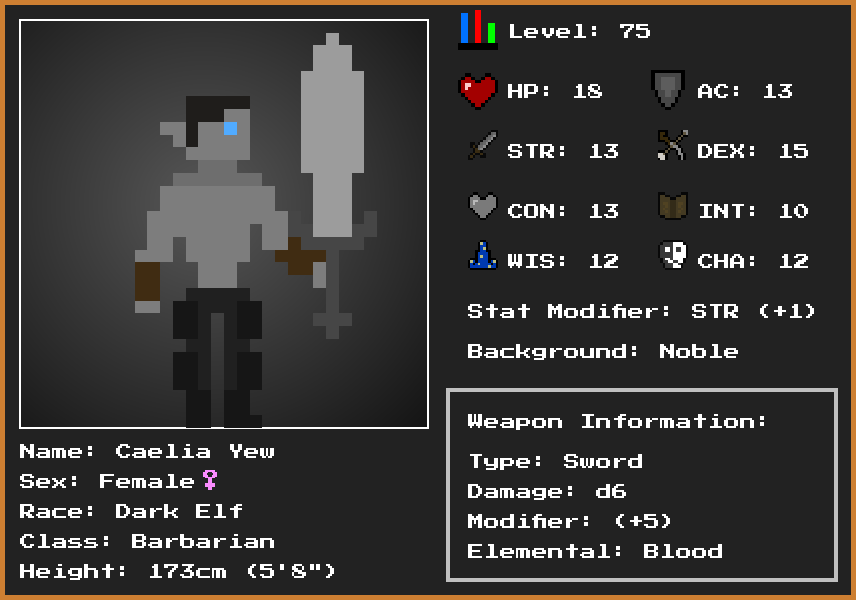 Level: 75
HP: 18 AC: 13
STR: 13 DEX: 15
CON: 13 INT: 10
WIS: 12 CHA: 12
Stat Modifier: STR (+1)
Background: Noble
Weapon Information:
Type: Sword
Damage: d6
Modifier: (+5)
Elemental: Blood
Name: Caelia Yew
Sex: Female♀
Race: Dark Elf
Class: Barbarian
Height: 173cm (5'8")